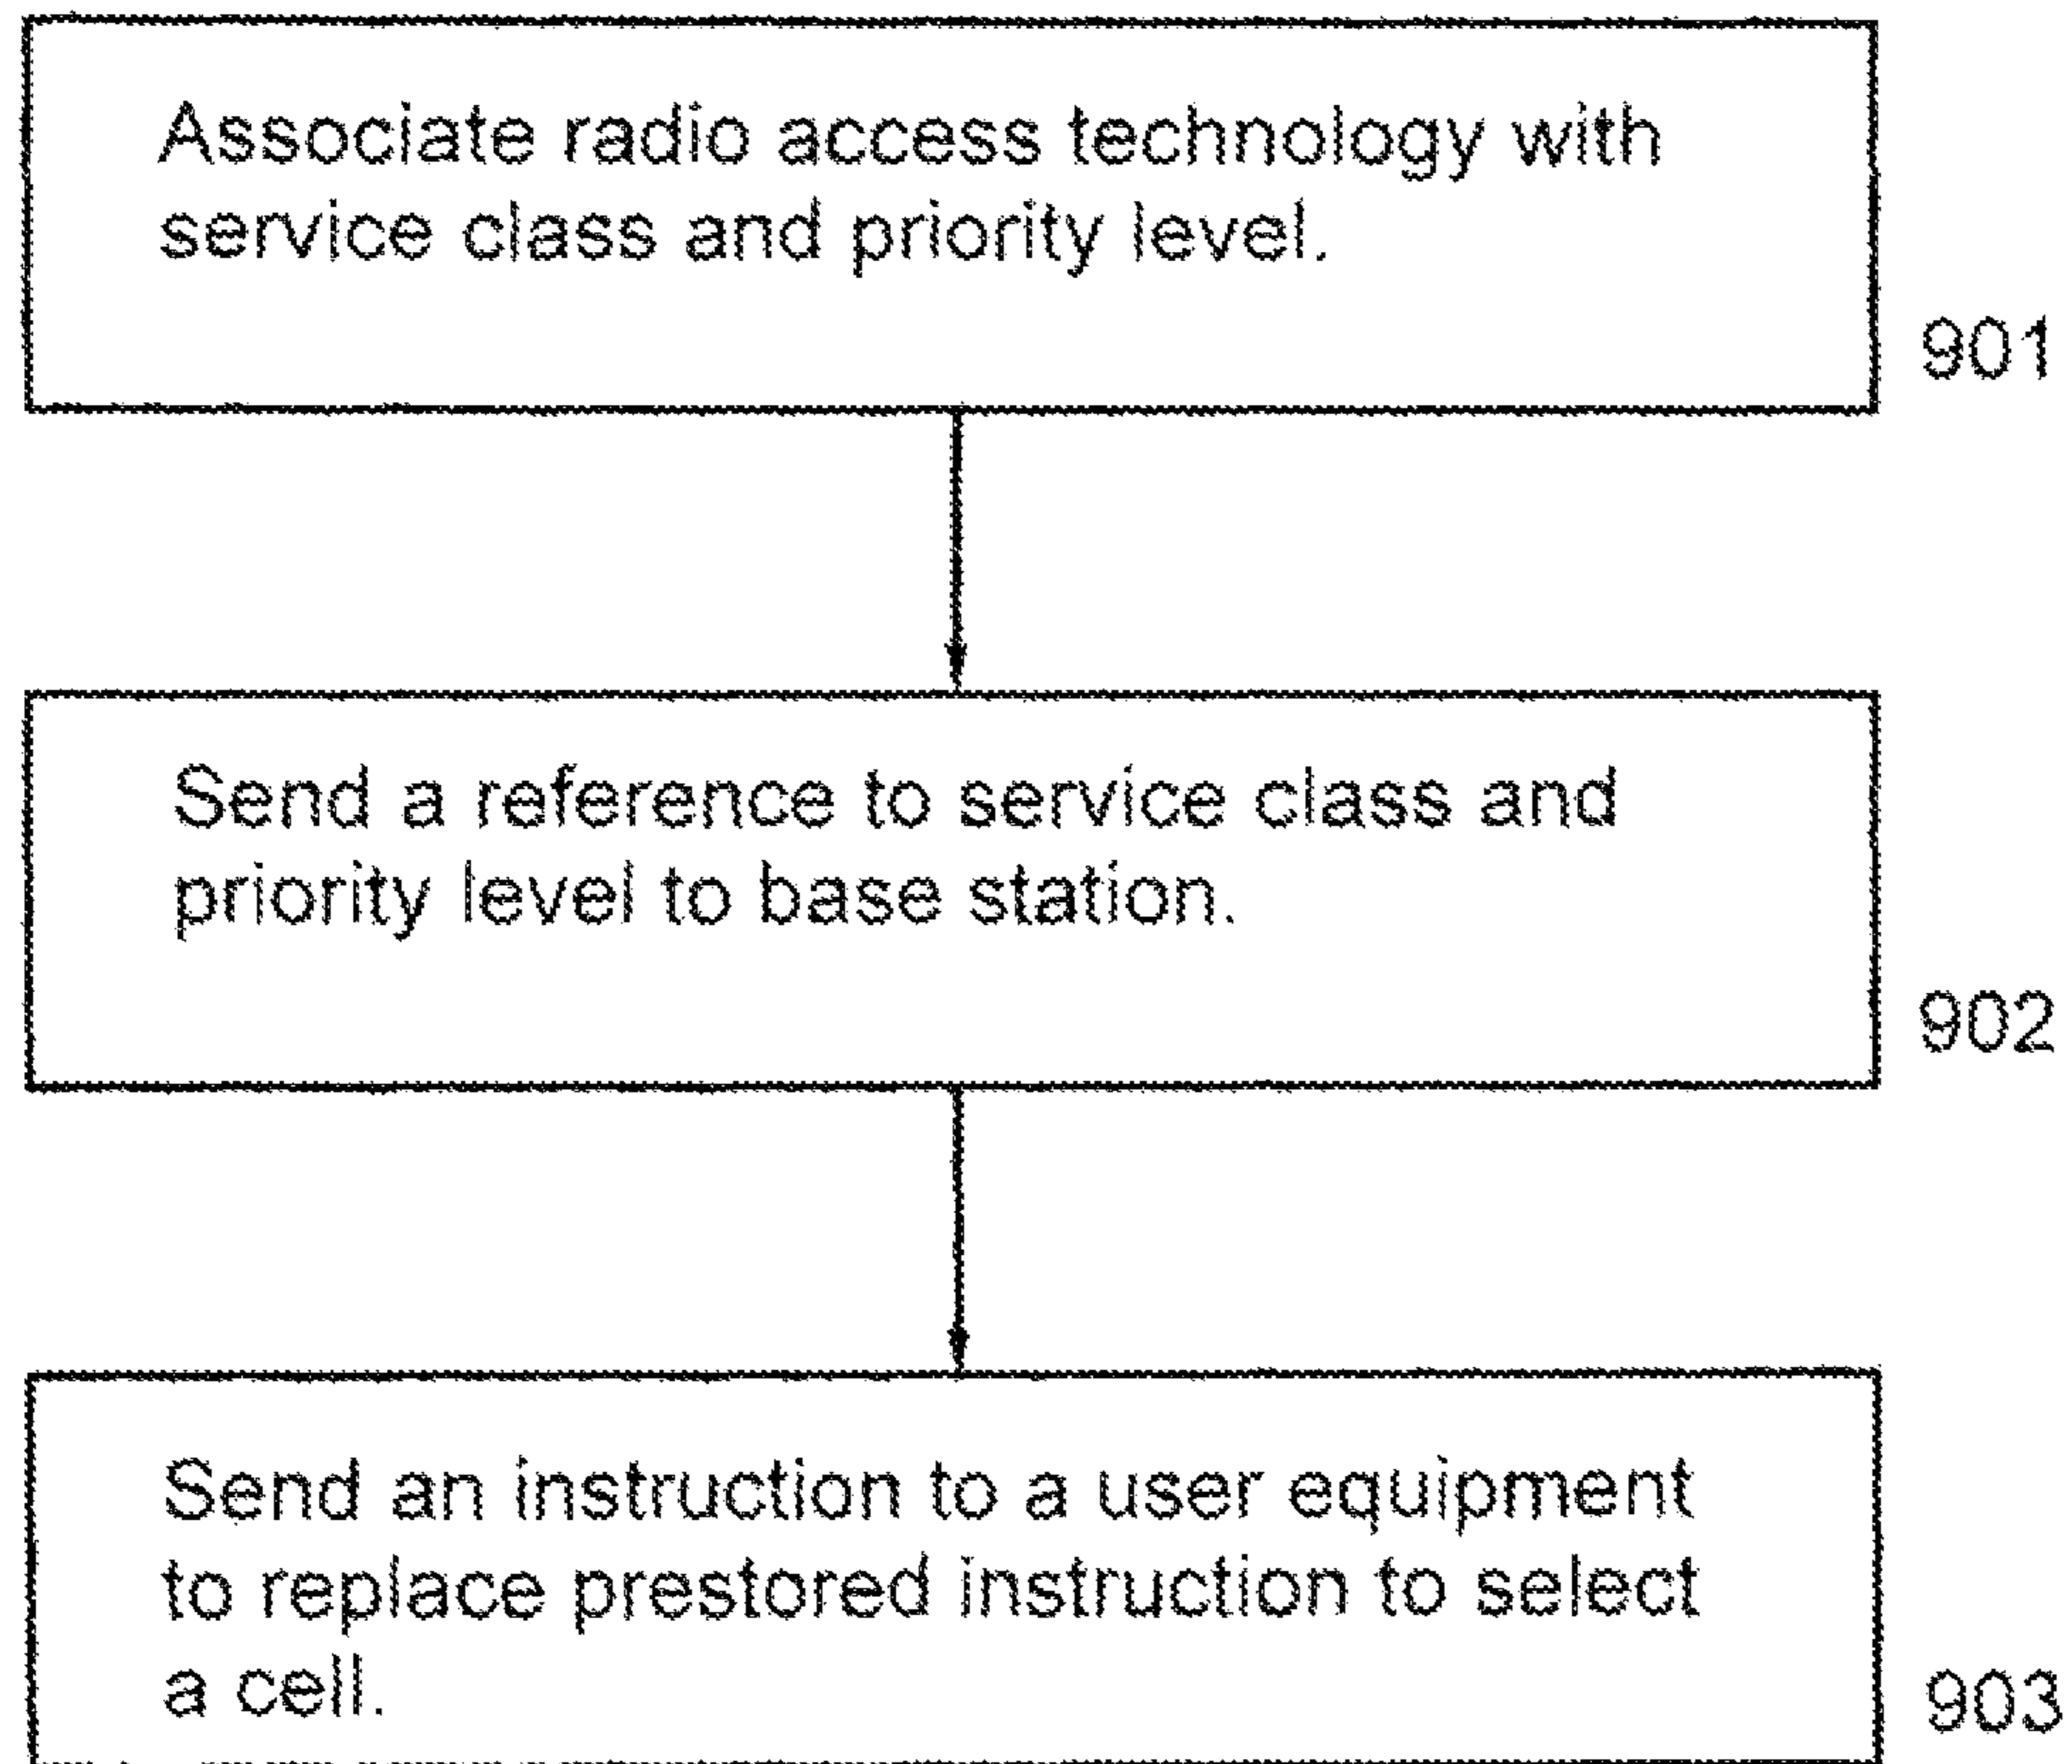 Associate radio access technology with
service class and priority level.
901
Send a reference to service class and
priority level to base station.
902
Send an instruction to a user equipment
to replace prestored instruction to select
a cell.
903